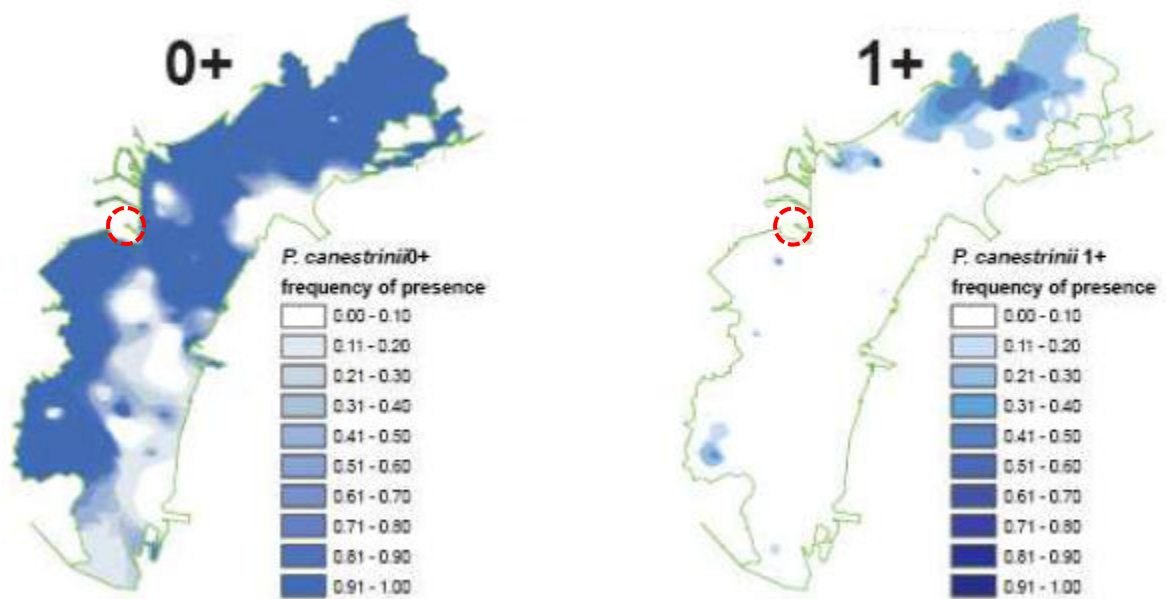 0+
P. canestrinii0+
frequency of presence
0.00 - 0.10
0.11 - 0.20
0.21 - 0.30
0.31 - 0.40
0.41 - 0.50
0.51 - 0.60
0.61 - 0.70
0.71 - 0.80
0.81 - 0.90
0.91 - 1.00
1+
P. canestrinii 1+
frequency of presence
0.00 - 0.10
0.11 - 0.20
0.21 - 0.30
0.31 - 0.40
0.41 - 0.50
0.51 - 0.60
0.61 - 0.70
0.71 - 0.80
0.81 - 0.90
0.91 - 1.00